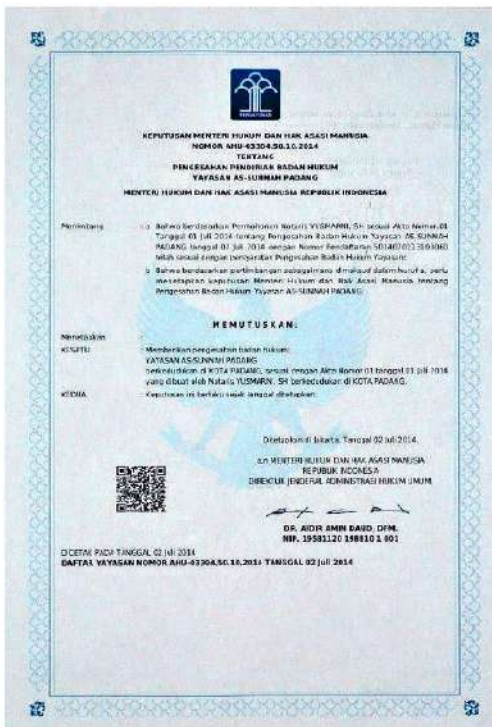 PENGAYOMAN
KEPUTUSAN MENTERI HUKUM DAN HAK ASASI MANUSIA
NOMOR AHU-03304.50.10.2014
TENTANG
PENGESAHAN PENDIRIAN BADAN HUKUM
YAYASAN AS-SUNNAH PADANG
MENTERI HUKUM DAN HAK ASASI MANUSIA REPUBLIK INDONESIA
Menimbang : a Bahwa berdasarkan Permohonan Notaris YUSMARNI, SH sesuai Akta Nomor 01
Tanggal 01 Juli 2014 tentang Pengesahan Badan Hukum Yayasan AS-SUNNAH
PADANG tanggal 02 Juli 2014 dengan Nomor Pendaftaran
telah sesuai dengan persyaratan Pengesahan Badan Hukum Yayasan;
b Bahwa berdasarkan pertimbangan sebagaimana dimaksud dalam huruf a, perlu
menetapkan keputusan Menteri Hukum dan Hak Asasi Manusia tentang
Pengesahan Badan Hukum Yayasan AS-SUNNAH PADANG;
MEMUTUSKAN:
Menetapkan :
KESATU : Memberikan pengesahan badan hukum:
YAYASAN AS-SUNNAH PADANG
berkedudukan di KOTA PADANG, sesuai dengan Akta Nomor 01 tanggal 01 Juli 2014
yang dibuat oleh Notaris YUSMARNI, SH berkedudukan di KOTA PADANG.
KEDUA : Keputusan ini berlaku sejak tanggal ditetapkan.
Ditetapkan di Jakarta, Tanggal 02 Juli 2014.
a.n MENTERI HUKUM DAN HAK ASASI MANUSIA
REPUBLIK INDONESIA
DIREKTUR JENDERAL ADMINISTRASI HUKUM UMUM,
DR. AIDIR AMIN DAUD, DFM.
NIP. 19581120 198810 1 001
DICETAK PADA TANGGAL 02 Juli 2014
DAFTAR YAYASAN NOMOR AHU-03304.50.10.2014 TANGGAL 02 Juli 2014